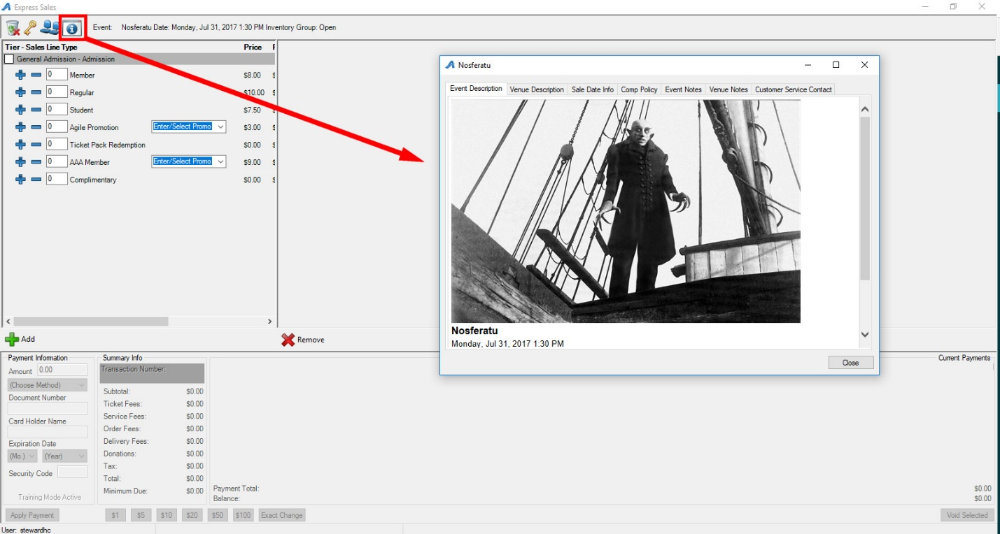 Express Sales
Event: Nosferatu Date: Monday, Jul 31, 2017 1:30 PM Inventory Group: Open
Tier - Sales Line Type Price
General Admission - Admission
0 Member $8.00 $
0 Regular $10.00 $
0 Student $7.50 $
0 Agile Promotion Enter/Select Promo $3.00 $
0 Ticket Pack Redemption $0.00 $
0 AAA Member Enter/Select Promo $9.00 $
0 Complimentary $0.00 $
Add
Remove
Nosferatu
Event Description Venue Description Sale Date Info Comp Policy Event Notes Venue Notes Customer Service Contact
Nosferatu
Monday, Jul 31, 2017 1:30 PM
Close
Payment Information
Amount 0.00
(Choose Method)
Document Number
Card Holder Name
Expiration Date
(Mo.) (Year)
Security Code
Training Mode Active
Summary Info
Transaction Number:
Subtotal: $0.00
Ticket Fees: $0.00
Service Fees: $0.00
Order Fees: $0.00
Delivery Fees: $0.00
Donations: $0.00
Tax: $0.00
Total: $0.00
Minimum Due: $0.00
Current Payments
Payment Total: $0.00
Balance: $0.00
Apply Payment $1 $5 $10 $20 $50 $100 Exact Change Void Selected
User: stewardhc